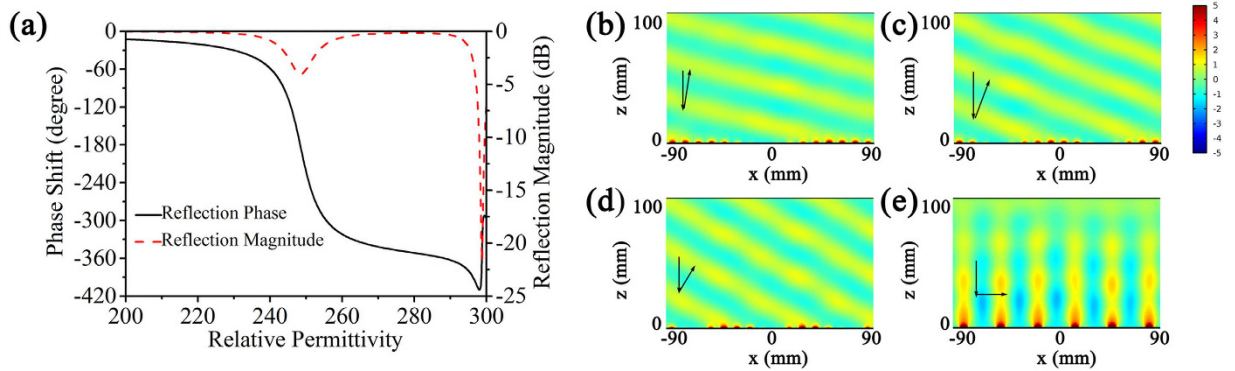 (a)
0
-60
-120
-180
-240
-300
-360
-420
Phase Shift (degree)
200
220
240
260
280
300
Relative Permittivity
0
-5
-10
-15
-20
-25
Reflection Magnitude (dB)
Reflection Phase
Reflection Magnitude
(b)
100
z (mm)
0
-90
0
90
x (mm)
(c)
100
z (mm)
0
-90
0
90
x (mm)
5
4
3
2
1
0
-1
-2
-3
-4
-5
(d)
100
z (mm)
0
-90
0
90
x (mm)
(e)
100
z (mm)
0
-90
0
90
x (mm)